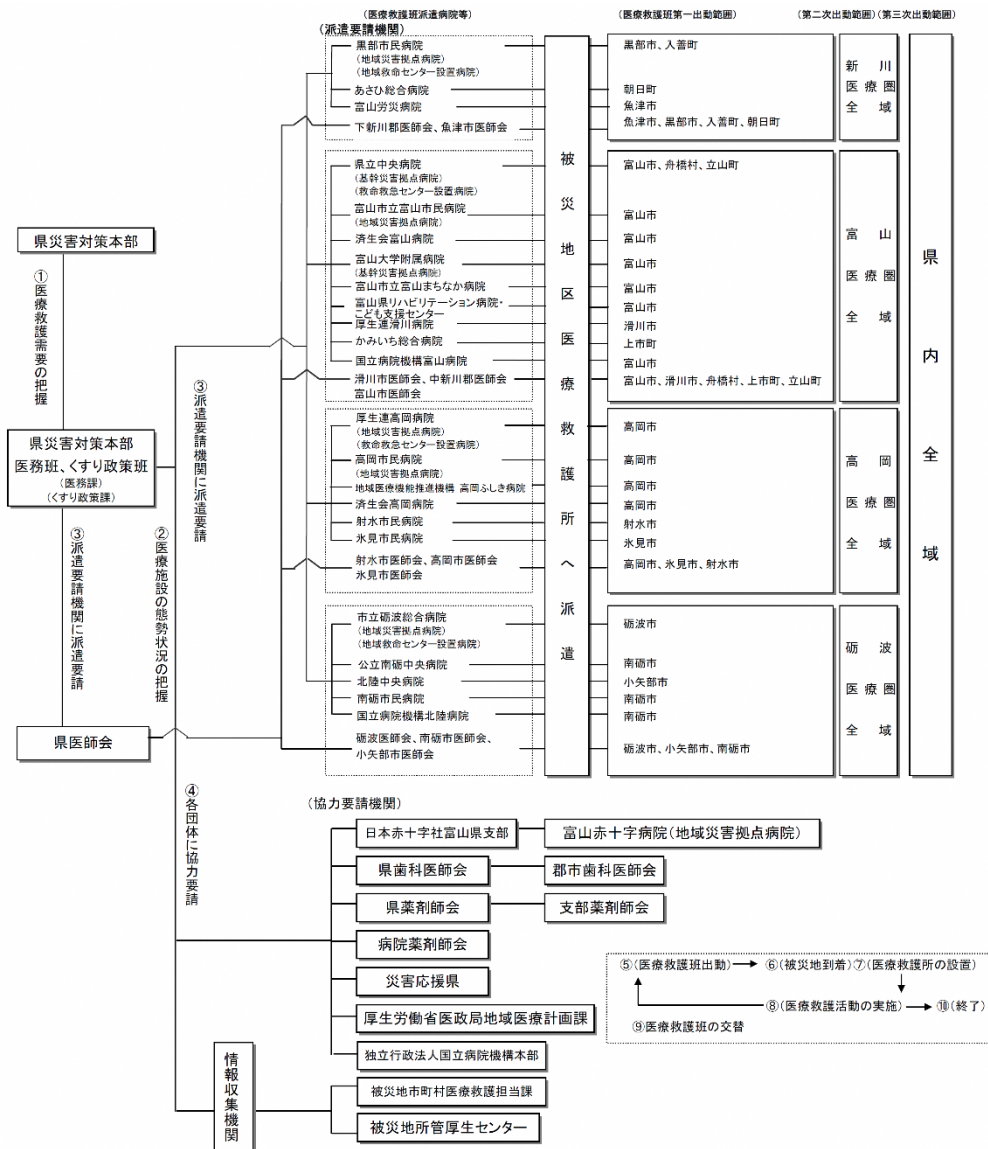 (医療救護班派遣病院等)
(医療救護班第一出動範囲)
(第二次出動範囲)
(第三次出動範囲)
(派遣要請機関)
黒部市民病院
(地域災害拠点病院)
(地域救命センター設置病院)
あさひ総合病院
富山労災病院
下新川郡医師会、魚津市医師会
黒部市、入善町
朝日町
魚津市
魚津市、黒部市、入善町、朝日町
新川
医療圏
全域
県立中央病院
(基幹災害拠点病院)
(救命救急センター設置病院)
富山市立富山市民病院
(地域災害拠点病院)
済生会富山病院
富山大学附属病院
(基幹災害拠点病院)
富山市立富山まちなか病院
富山県リハビリテーション病院・
こども支援センター
厚生連滑川病院
かみいち総合病院
国立病院機構富山病院
滑川市医師会、中新川郡医師会
富山市医師会
富山市、舟橋村、立山町
富山市
富山市
富山市
富山市
富山市
滑川市
上市町
富山市
富山市、滑川市、舟橋村、上市町、立山町
富山
医療圏
全域
厚生連高岡病院
(地域災害拠点病院)
(救命救急センター設置病院)
高岡市民病院
(地域災害拠点病院)
地域医療機能推進機構 高岡ふしき病院
済生会高岡病院
射水市民病院
氷見市民病院
射水市医師会、高岡市医師会
氷見市医師会
高岡市
高岡市
高岡市
高岡市
射水市
氷見市
高岡市、氷見市、射水市
高岡
医療圏
全域
市立砺波総合病院
(地域災害拠点病院)
(地域救命センター設置病院)
公立南砺中央病院
北陸中央病院
南砺市民病院
国立病院機構北陸病院
砺波医師会、南砺市医師会、
小矢部市医師会
砺波市
南砺市
小矢部市
南砺市
南砺市
砺波市、小矢部市、南砺市
砺波
医療圏
全域
被災地区医療救護所へ派遣
県内全域
県災害対策本部
①医療救護需要の把握
県災害対策本部
医務班、くすり政策班
(医務課)
(くすり政策課)
③派遣要請機関に派遣要請
③派遣要請機関に派遣要請
②医療施設の態勢状況の把握
県医師会
④各団体に協力要請
(協力要請機関)
日本赤十字社富山県支部
富山赤十字病院(地域災害拠点病院)
県歯科医師会
郡市歯科医師会
県薬剤師会
支部薬剤師会
病院薬剤師会
災害応援県
厚生労働省医政局地域医療計画課
独立行政法人国立病院機構本部
情報収集機関
被災地市町村医療救護担当課
被災地所管厚生センター
⑤(医療救護班出動)
⑥(被災地到着)
⑦(医療救護所の設置)
⑧(医療救護活動の実施)
⑩(終了)
⑨医療救護班の交替